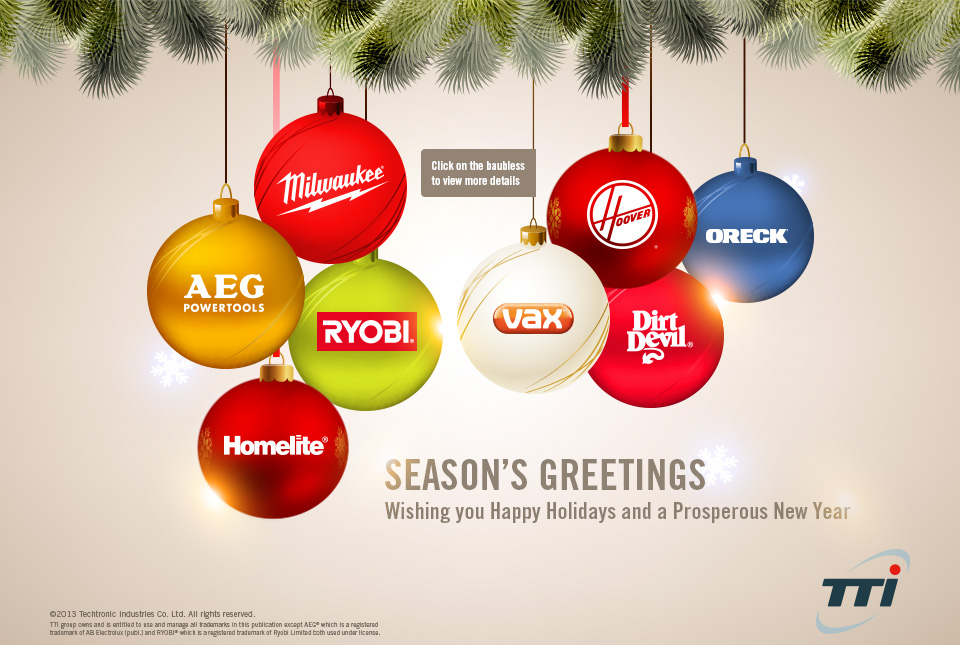 Milwaukee®
Click on the baubless
to view more details
HOOVER
®
ORECK
AEG
POWERTOOLS
RYOBI®
vax
Dirt
Devil®
Homelite®
SEASON'S GREETINGS
Wishing you Happy Holidays and a Prosperous New Year
TTI
©2013 Techtronic Industries Co. Ltd. All rights reserved.
TTI group owns and is entitled to use and manage all trademarks in this publication except AEG® which is a registered
trademark of AB Electrolux (publ.) and RYOBI® which is a registered trademark of Ryobi Limited both used under license.